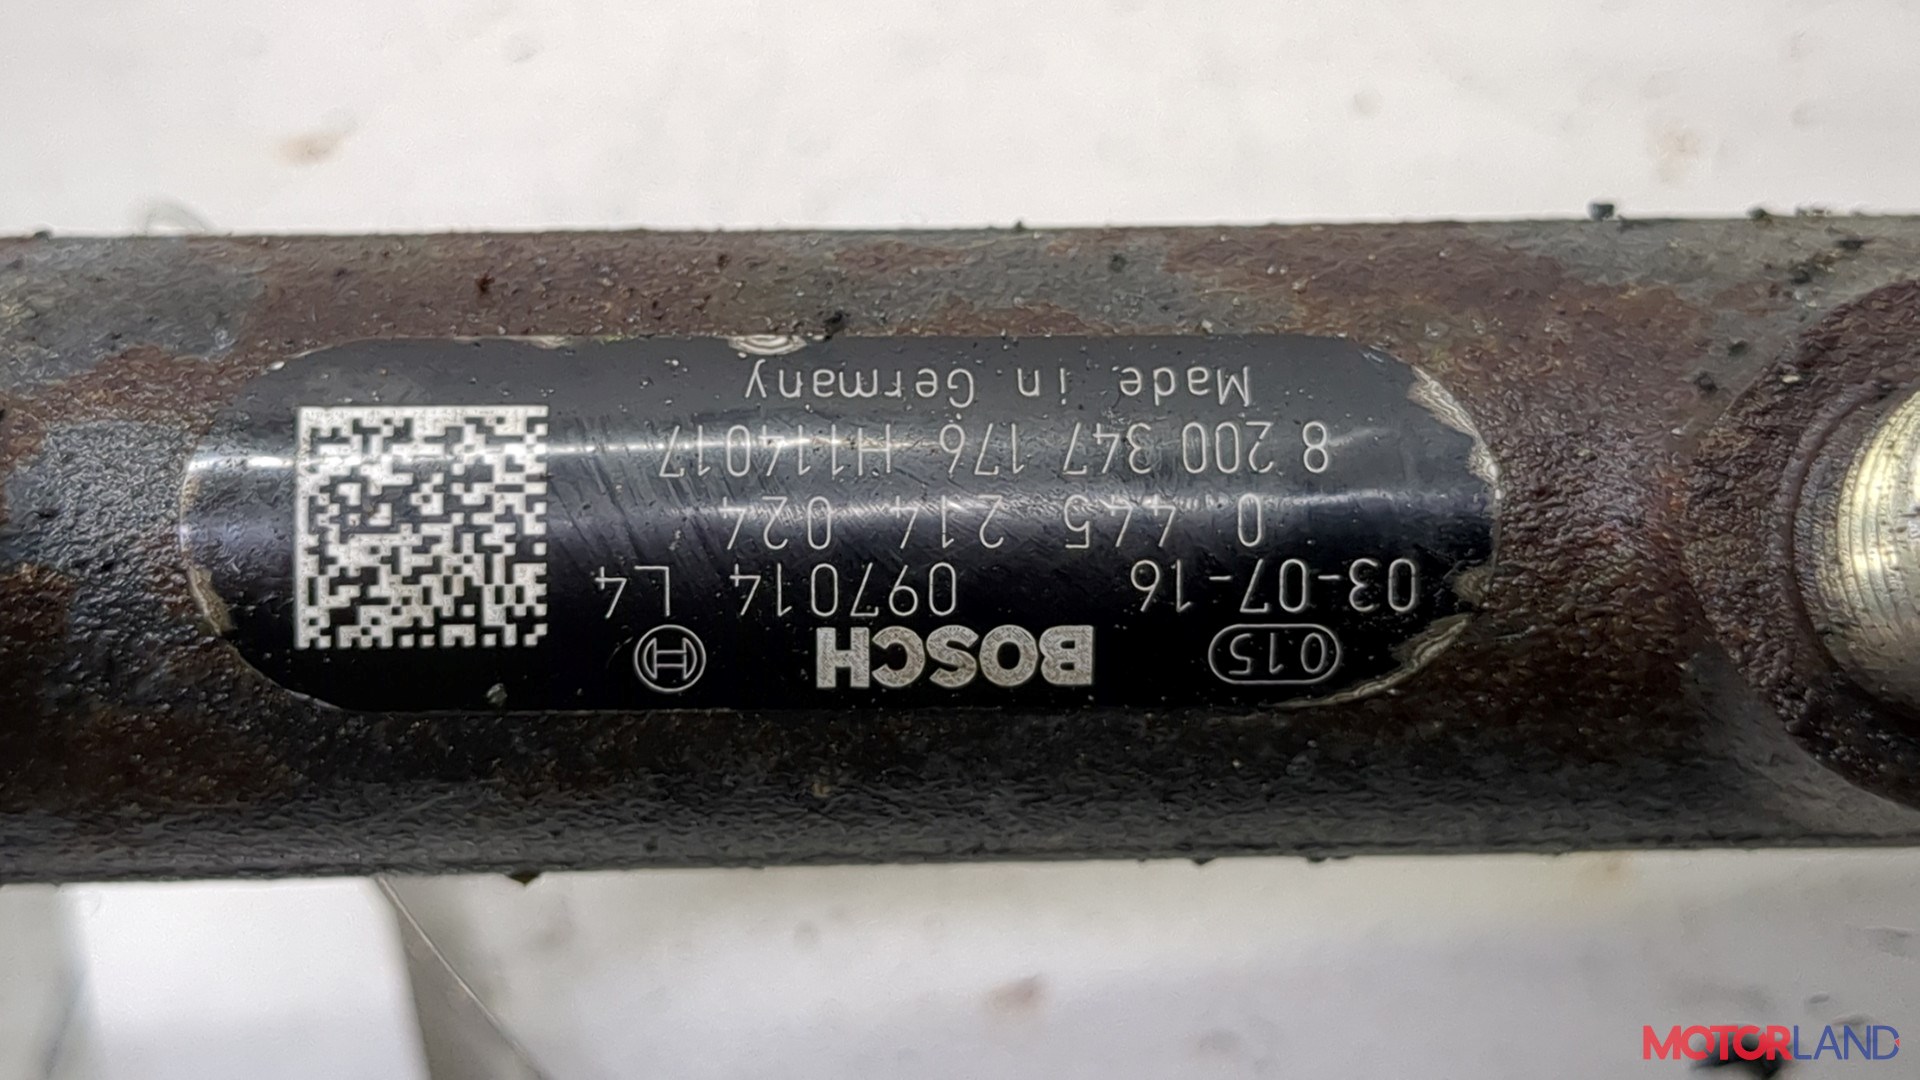 015 BOSCH
03-07-16 097014 L4
0 445 214 024
8 200 347 176 H114017
Made in Germany
MOTORLAND